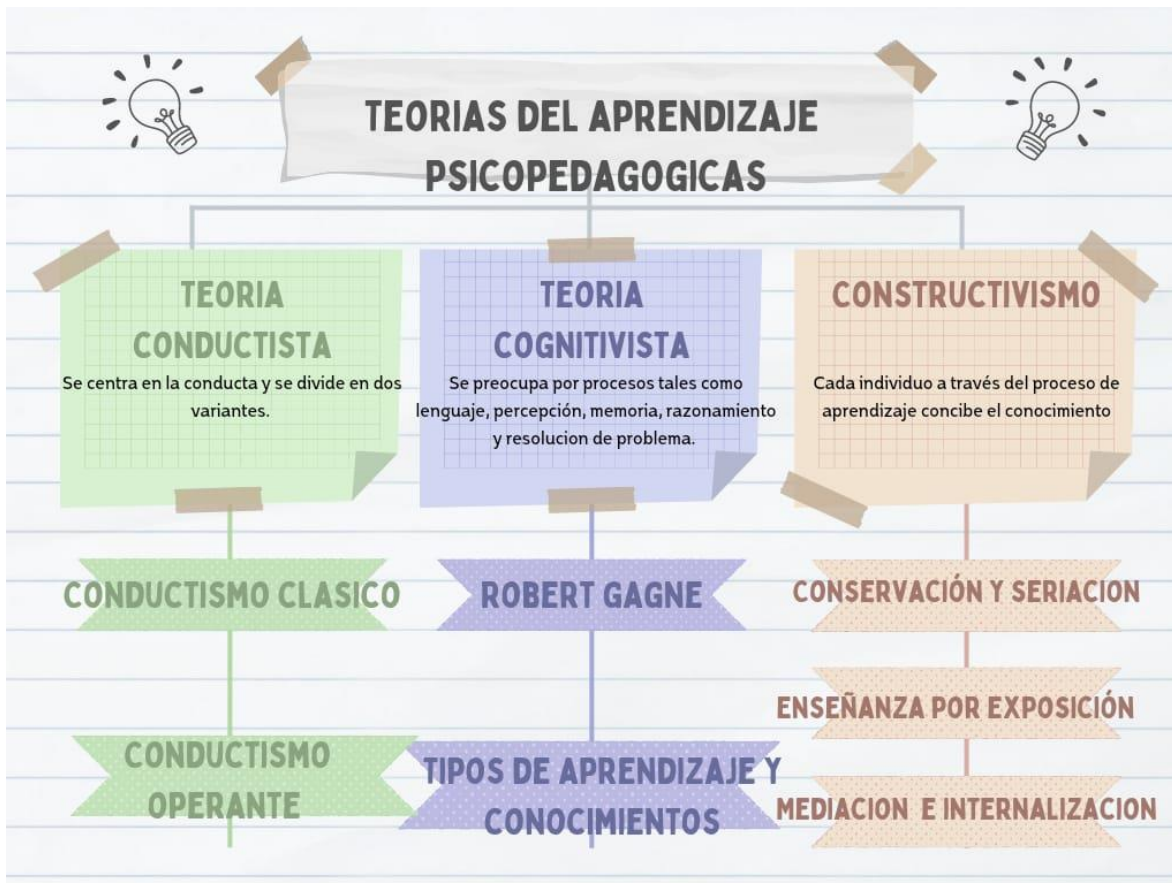 TEORIAS DEL APRENDIZAJE
PSICOPEDAGOGICAS
TEORIA
CONDUCTISTA
Se centra en la conducta y se divide en dos
variantes.
CONDUCTISMO CLASICO
CONDUCTISMO
OPERANTE
TEORIA
COGNITIVISTA
Se preocupa por procesos tales como
lenguaje, percepción, memoria, razonamiento
y resolucion de problema.
ROBERT GAGNE
TIPOS DE APRENDIZAJE Y
CONOCIMIENTOS
CONSTRUCTIVISMO
Cada individuo a través del proceso de
aprendizaje concibe el conocimiento
CONSERVACIÓN Y SERIACION
ENSEÑANZA POR EXPOSICIÓN
MEDIACION E INTERNALIZACION